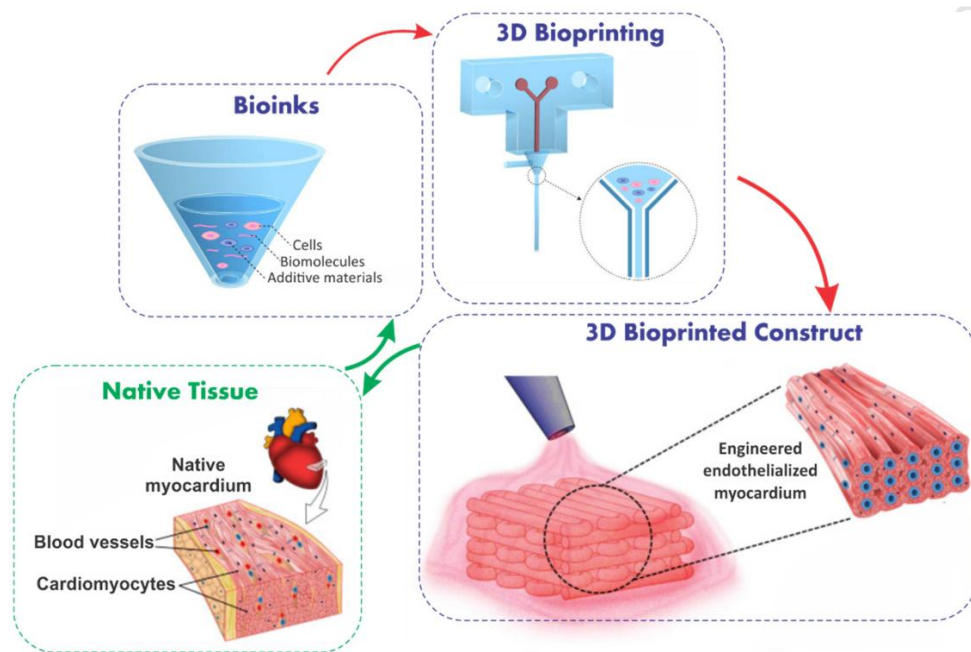 3D Bioprinting
Bioinks
Cells
Biomolecules
Additive materials
3D Bioprinted Construct
Engineered
endothelialized
myocardium
Native Tissue
Native
myocardium
Blood vessels
Cardiomyocytes